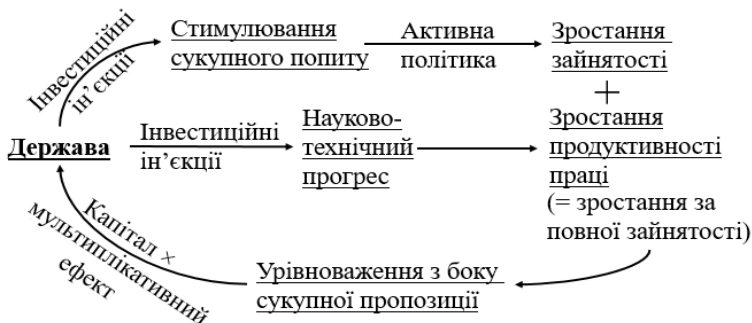 Інвестиційні
ін’єкції
Стимулювання
сукупного попиту
Активна
політика
Зростання
зайнятості
+
Держава
Інвестиційні
ін’єкції
Науково-
технічний
прогрес
Зростання
продуктивності
праці
(= зростання за
повної зайнятості)
Капітал ×
мультиплікативний
ефект
Урівноваження з боку
сукупної пропозиції